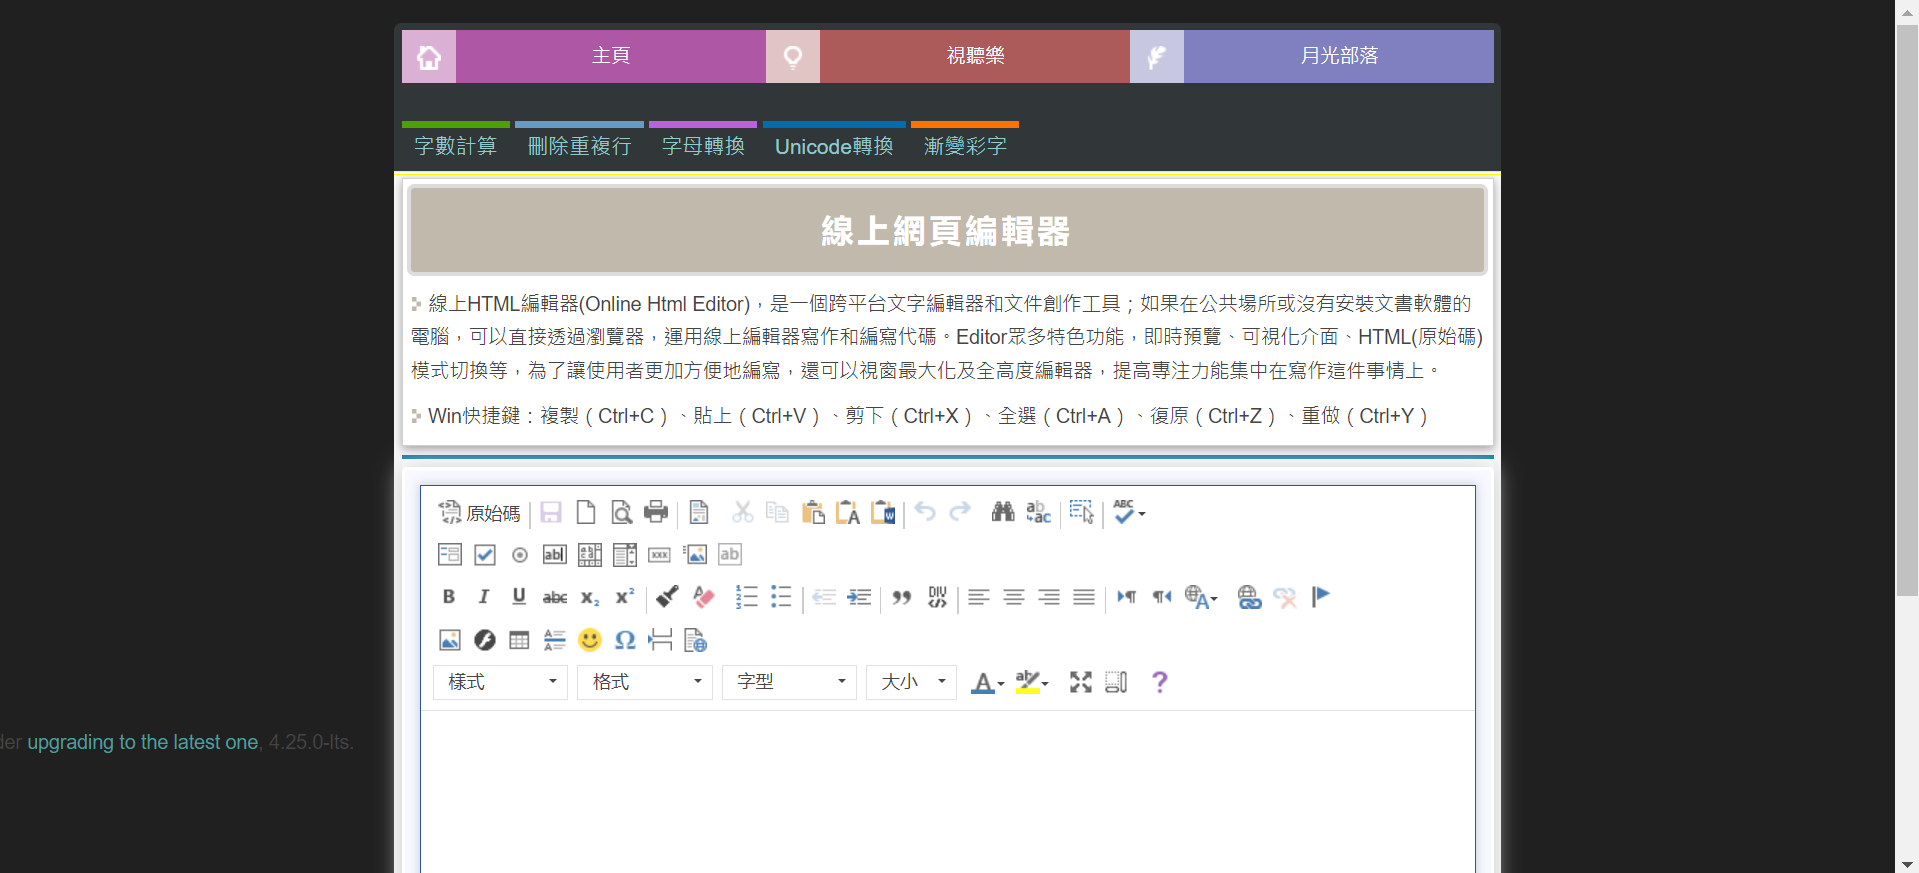 主頁
視聽樂
月光部落
字數計算 刪除重複行 字母轉換 Unicode轉換 漸變彩字
線上網頁編輯器
線上HTML編輯器(Online Html Editor)，是一個跨平台文字編輯器和文件創作工具；如果在公共場所或沒有安裝文書軟體的
電腦，可以直接透過瀏覽器，運用線上編輯器寫作和編寫代碼。Editor眾多特色功能，即時預覽、可視化介面、HTML(原始碼)
模式切換等，為了讓使用者更加方便地編寫，還可以視窗最大化及全高度編輯器，提高專注力能集中在寫作這件事情上。
Win快捷鍵：複製（Ctrl+C）、貼上（Ctrl+V）、剪下（Ctrl+X）、全選（Ctrl+A）、復原（Ctrl+Z）、重做（Ctrl+Y）
原始碼
樣式 格式 字型 大小
der upgrading to the latest one, 4.25.0-lts.